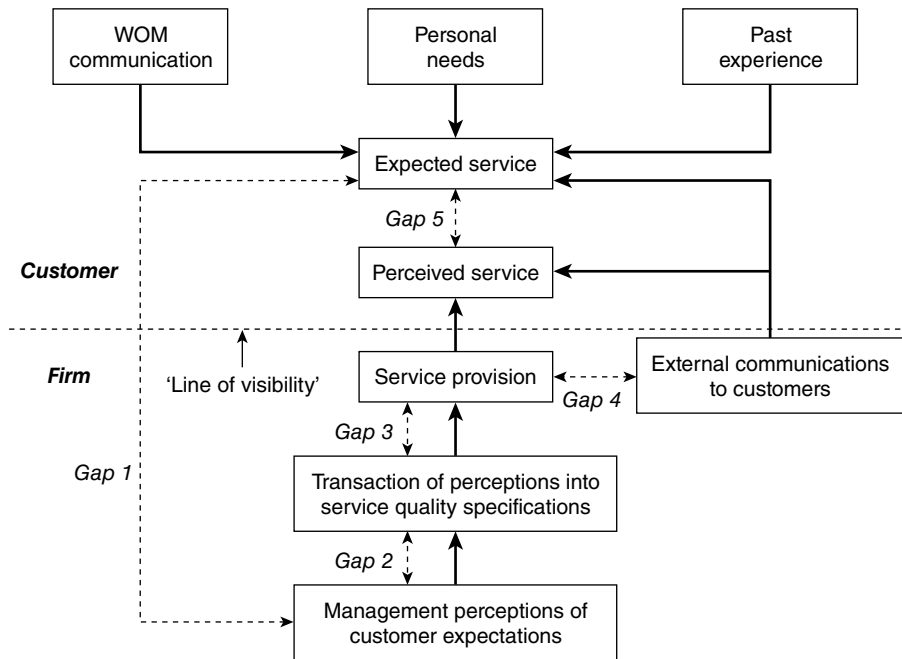 WOM
communication
Personal
needs
Past
experience
Expected service
Gap 5
Customer
Perceived service
Firm
'Line of visibility'
Service provision
Gap 4
External communications
to customers
Gap 3
Gap 1
Transaction of perceptions into
service quality specifications
Gap 2
Management perceptions of
customer expectations